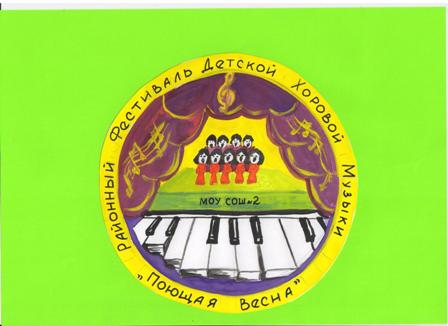 Районный Фестиваль Детской Хоровой Музыки
МОУ СОШ №2
"Поющая Весна"